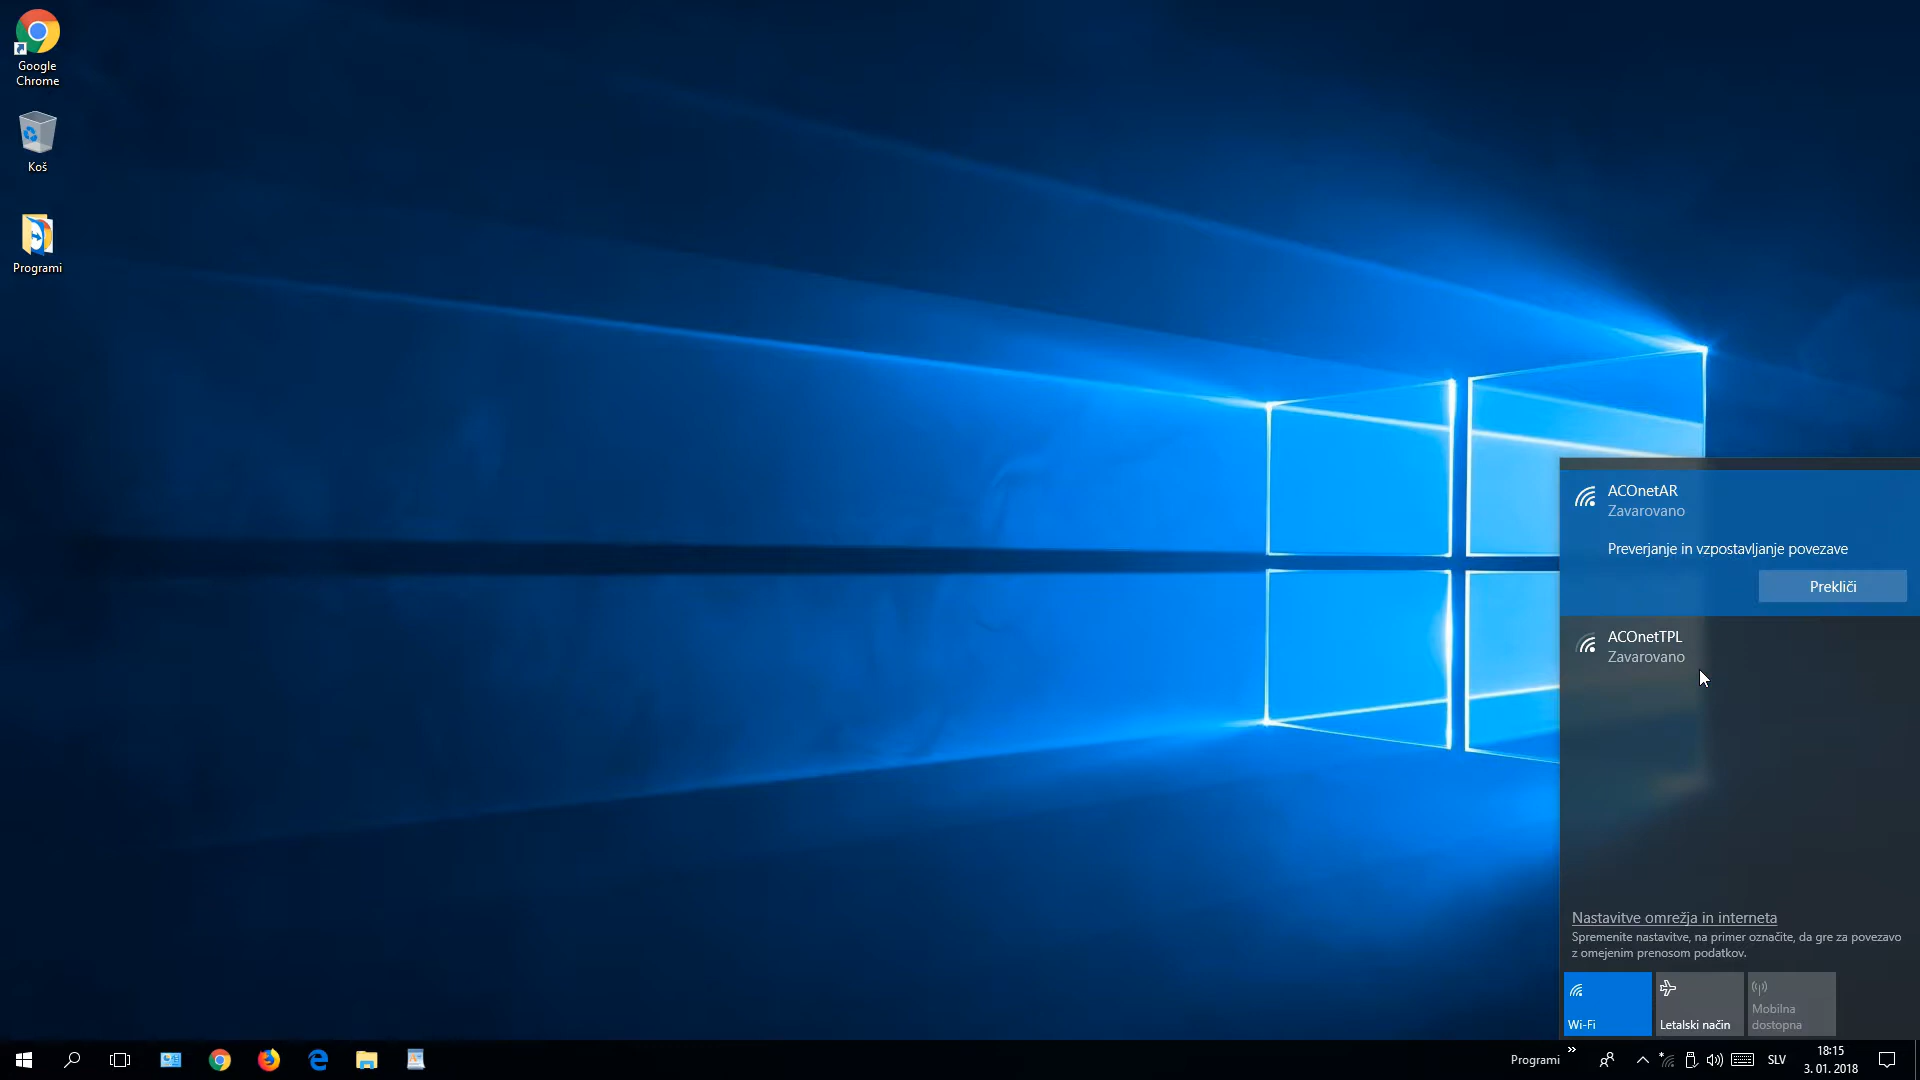 Google
Chrome
Koš
Programi
ACOnetAR
Zavarovano
Preverjanje in vzpostavljanje povezave
Prekliči
ACOnetTPL
Zavarovano
Nastavitve omrežja in interneta
Spremenite nastavitve, na primer označite, da gre za povezavo
z omejenim prenosom podatkov.
Wi-Fi
Letalski način
Mobilna
dostopna
Programi
SLV
18:15
3. 01. 2018